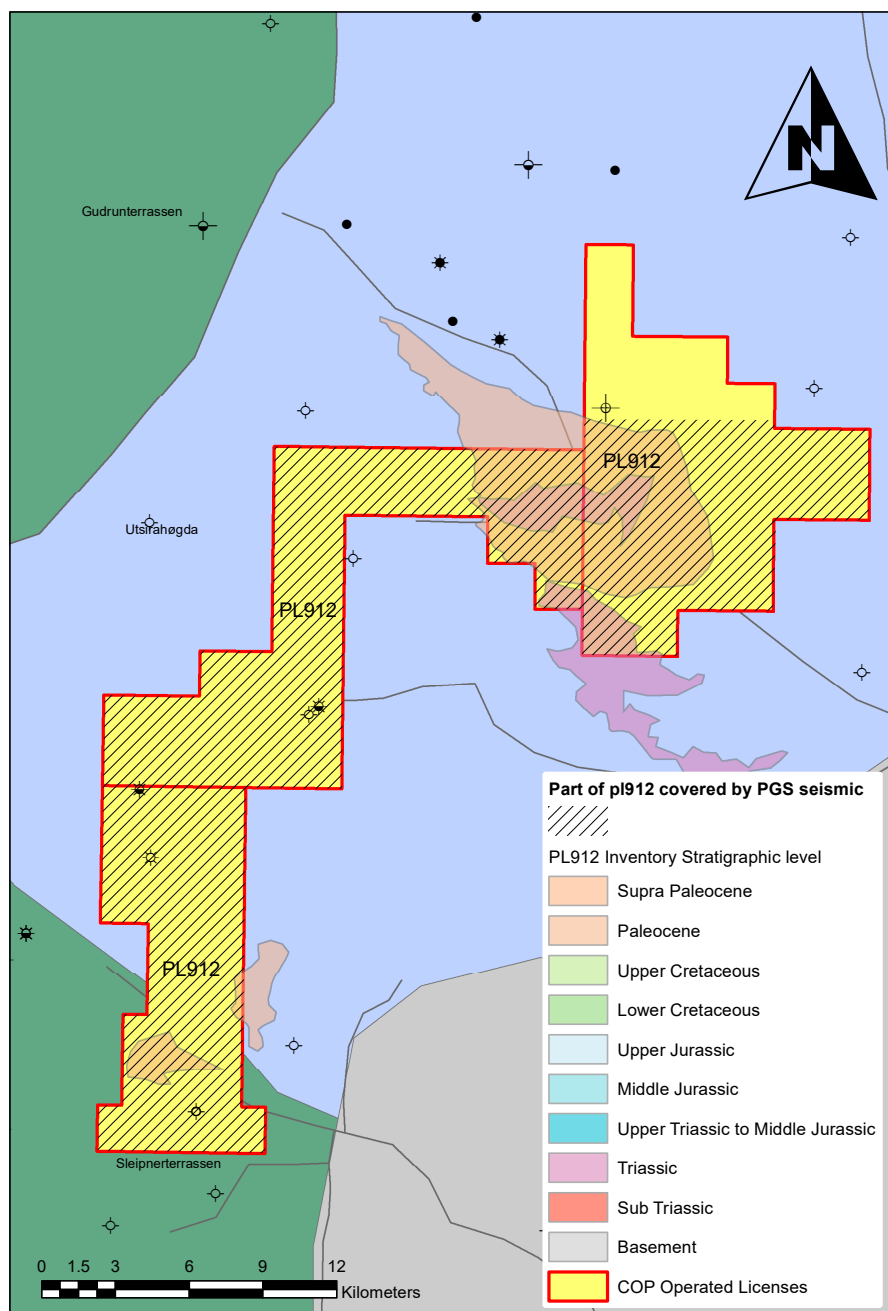 Gudrunterrassen
N
PL912
Utsirahøgda
PL912
PL912
Sleipnerterrassen
Part of pl912 covered by PGS seismic
PL912 Inventory Stratigraphic level
Supra Paleocene
Paleocene
Upper Cretaceous
Lower Cretaceous
Upper Jurassic
Middle Jurassic
Upper Triassic to Middle Jurassic
Triassic
Sub Triassic
Basement
COP Operated Licenses
0 1.5 3 6 9 12
Kilometers